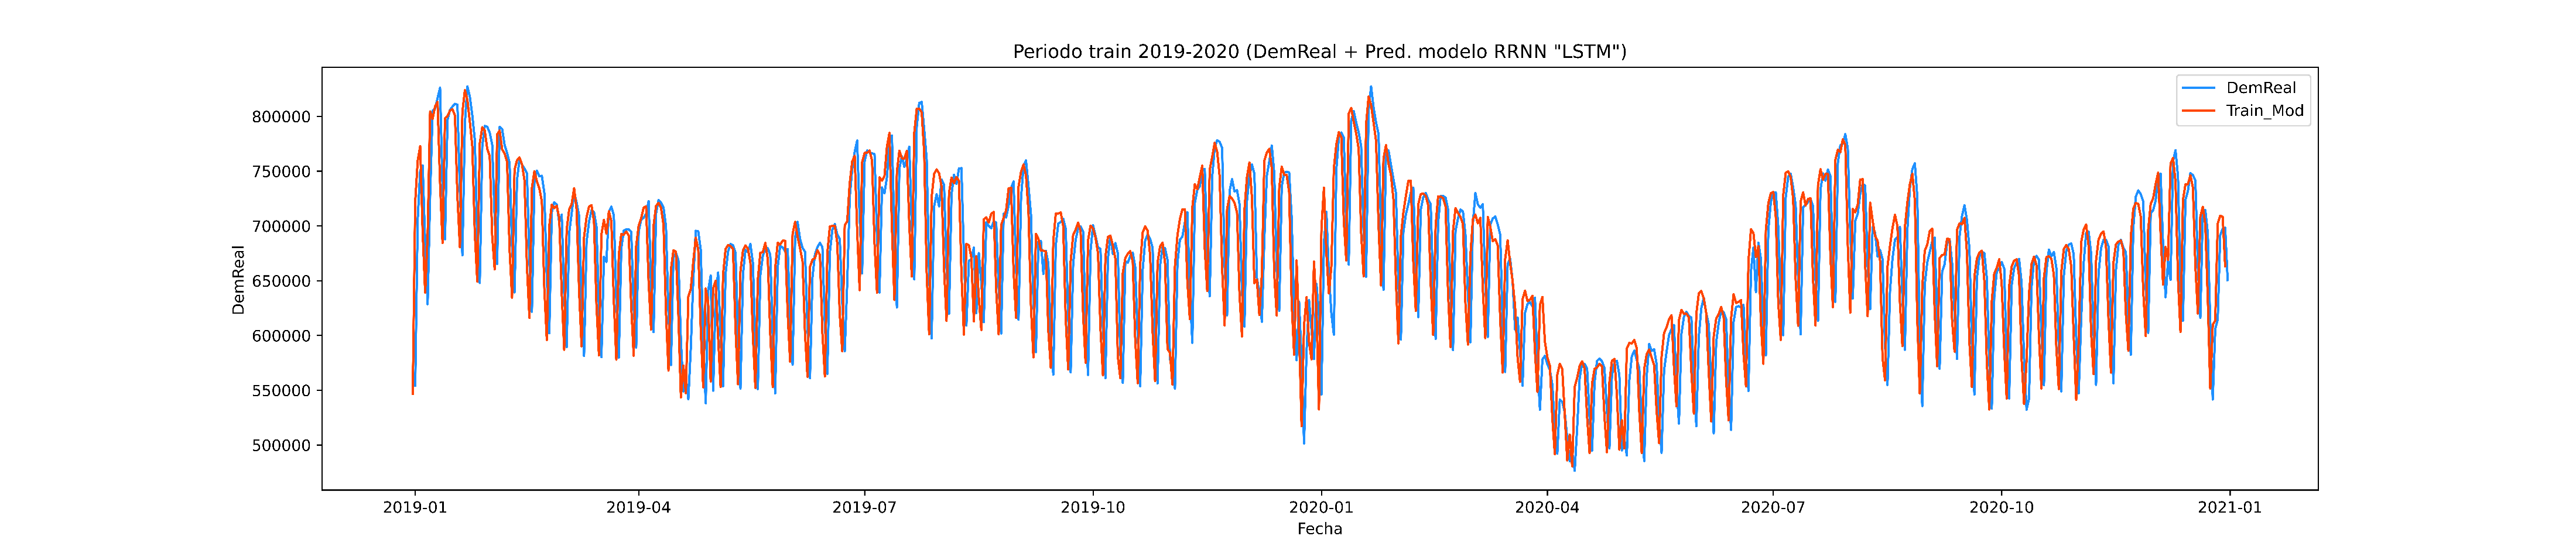 Periodo train 2019-2020 (DemReal + Pred. modelo RRNN "LSTM")
DemReal
Train_Mod
800000
750000
700000
650000
600000
550000
500000
DemReal
2019-01 2019-04 2019-07 2019-10 2020-01 2020-04 2020-07 2020-10 2021-01
Fecha